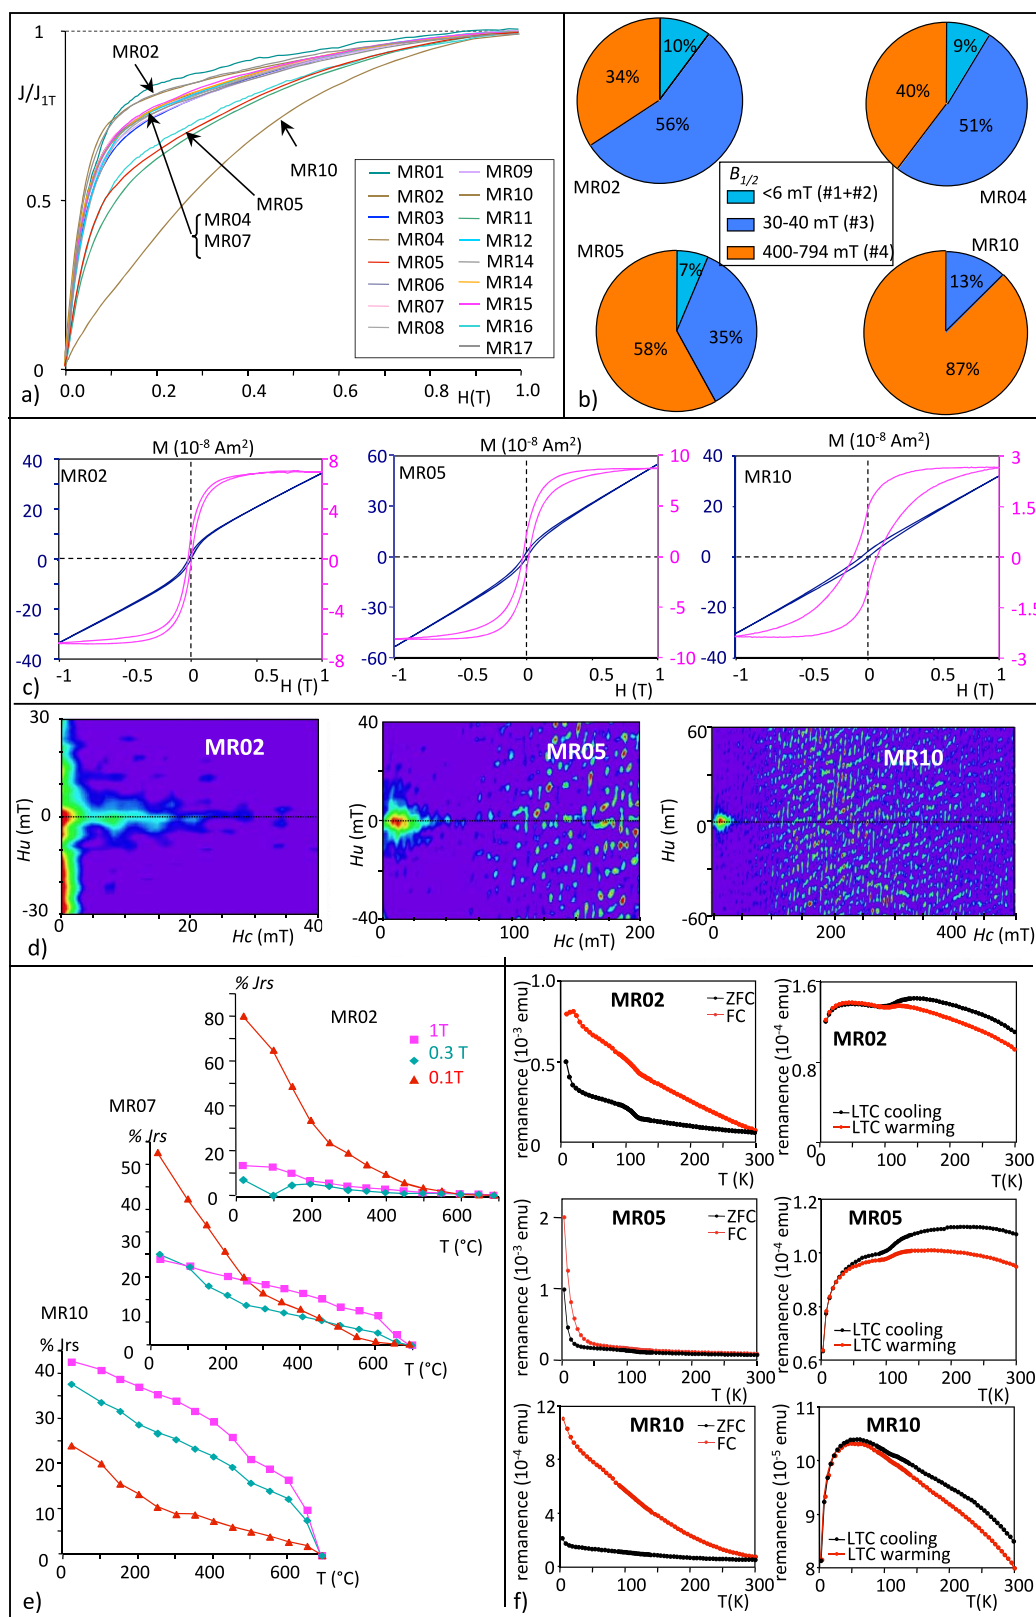 a)
J/J1T
1
0.5
0
0.0
0.2
0.4
0.6
0.8
1.0
H(T)
MR02
MR10
MR05
MR04
MR07
MR01
MR02
MR03
MR04
MR05
MR06
MR07
MR08
MR09
MR10
MR11
MR12
MR14
MR14
MR15
MR16
MR17
b)
10%
34%
56%
MR02
9%
40%
51%
MR04
B1/2
<6 mT (#1+#2)
30-40 mT (#3)
400-794 mT (#4)
MR05
7%
58%
35%
MR10
13%
87%
c)
M (10-8 Am2)
MR02
40
20
0
-20
-40
8
4
0
-4
-8
-1
-0.5
0
0.5
1
H (T)
M (10-8 Am2)
MR05
60
30
0
-30
-60
10
5
0
-5
-10
-1
-0.5
0
0.5
1
H (T)
M (10-8 Am2)
MR10
40
20
0
-20
-40
3
1.5
0
-1.5
-3
-1
-0.5
0
0.5
1
H (T)
d)
MR02
Hu (mT)
30
0
-30
0
Hc (mT)
40
MR05
Hu (mT)
40
0
-40
0
100
Hc (mT)
200
MR10
Hu (mT)
60
0
-60
0
200
400
Hc (mT)
e)
% Jrs
MR02
80
60
40
20
10
0
1T
0.3 T
0.1T
0
200
400
600
T (°C)
MR07
% Jrs
50
40
30
20
10
0
0
200
400
600
T (°C)
MR10
% Jrs
40
30
20
10
0
0
200
400
600
T (°C)
f)
remanence (10-3 emu)
MR02
ZFC
FC
1.0
0.5
0
0
100
200
300
T (K)
remanence (10-4 emu)
MR02
LTC cooling
LTC warming
1.6
1.4
1.2
1.0
0
100
200
300
T(K)
remanence (10-3 emu)
MR05
ZFC
FC
2
1
0
0
100
200
300
T (K)
remanence (10-4 emu)
MR05
LTC cooling
LTC warming
1.2
1.0
0.8
0.6
0
100
200
300
T(K)
remanence (10-4 emu)
MR10
ZFC
FC
12
8
4
0
0
100
200
300
T (K)
remanence (10-5 emu)
MR10
LTC cooling
LTC warming
11
10
9
8
0
100
200
300
T(K)